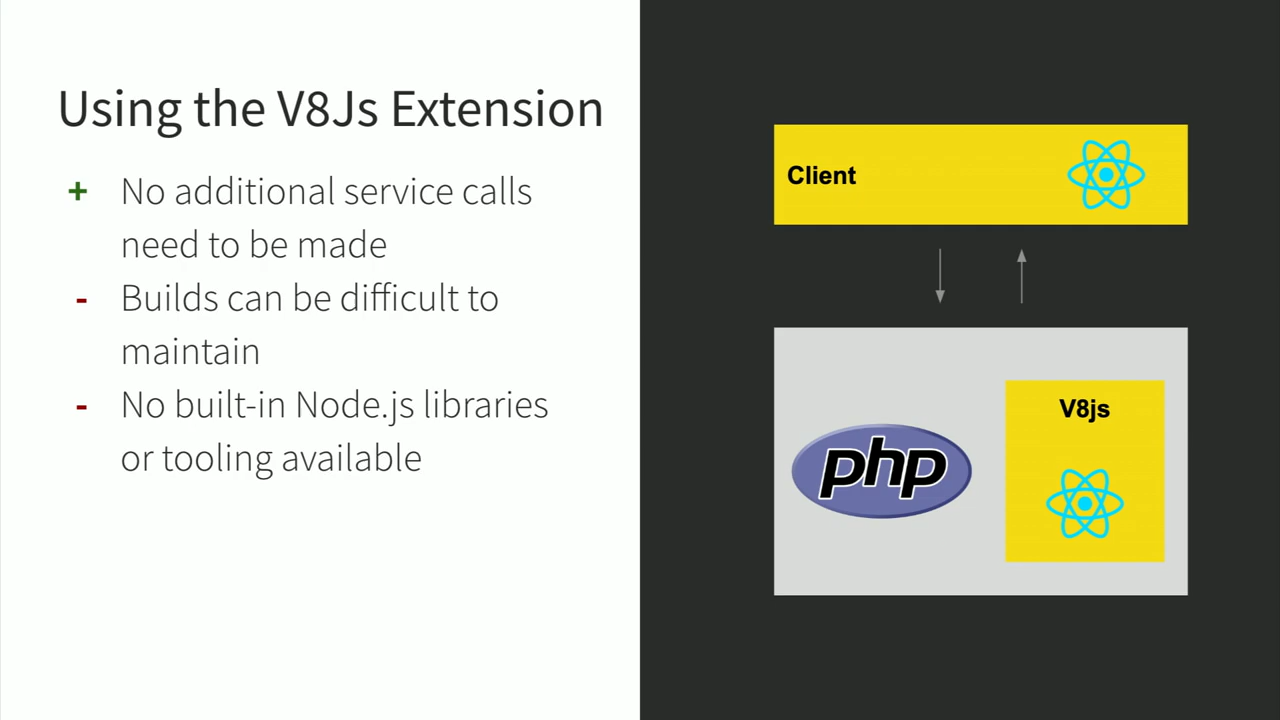 Using the V8Js Extension
+ No additional service calls
need to be made
- Builds can be difficult to
maintain
- No built-in Node.js libraries
or tooling available
Client
V8js
php